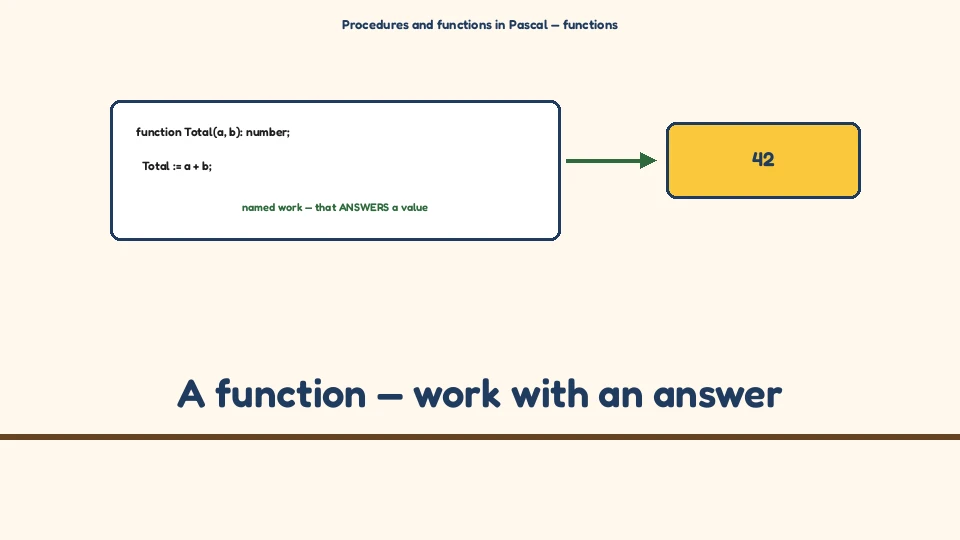 Procedures and functions in Pascal — functions
function Total(a, b): number;
Total := a + b;
named work — that ANSWERS a value
42
A function — work with an answer